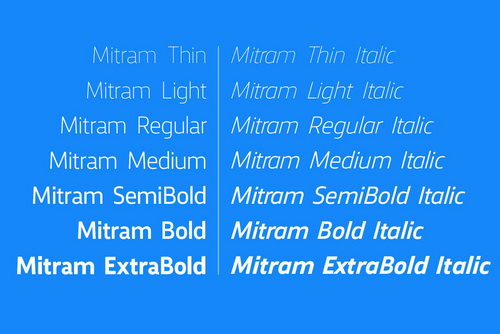 Mitram Thin Mitram Thin Italic
Mitram Light Mitram Light Italic
Mitram Regular Mitram Regular Italic
Mitram Medium Mitram Medium Italic
Mitram SemiBold Mitram SemiBold Italic
Mitram Bold Mitram Bold Italic
Mitram ExtraBold Mitram ExtraBold Italic